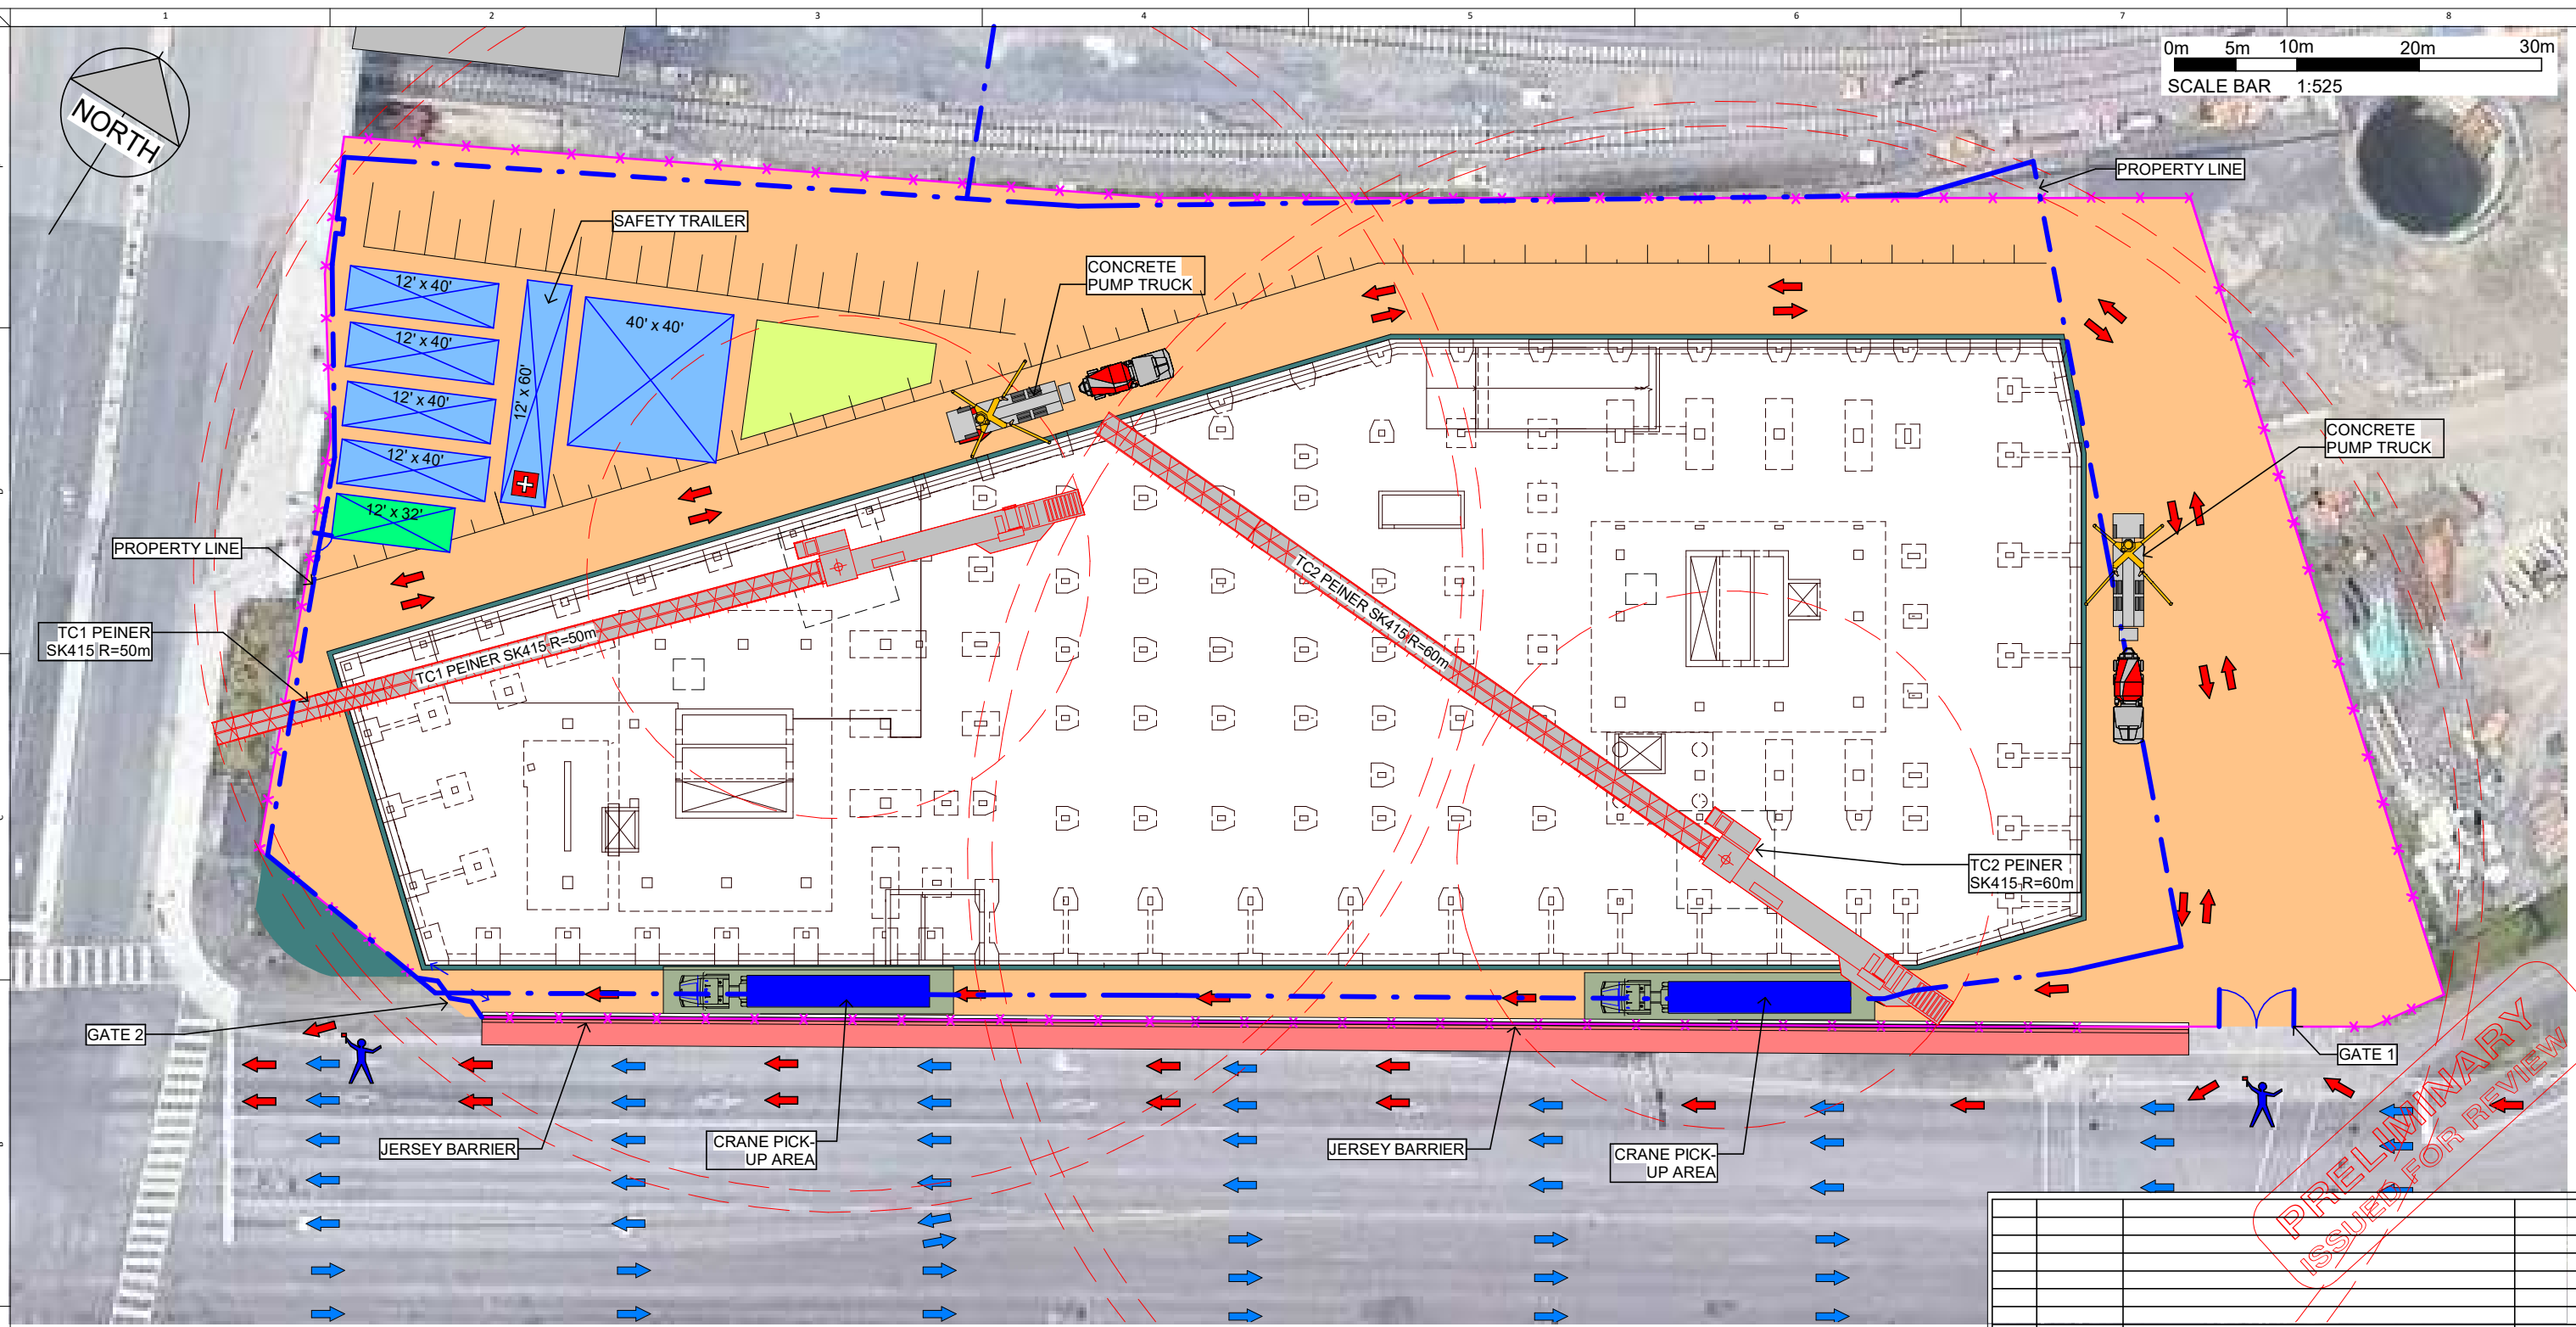 1 2 3 4 5 6 7 8
0m 5m 10m 20m 30m
SCALE BAR 1:525
NORTH
PROPERTY LINE
SAFETY TRAILER
CONCRETE
PUMP TRUCK
12' x 40'
12' x 40'
12' x 40'
12' x 40'
12' x 60'
40' x 40'
12' x 32'
CONCRETE
PUMP TRUCK
PROPERTY LINE
TC1 PEINER
SK415 R=50m
TC1 PEINER SK415 R=50m
TC2 PEINER SK415 R=60m
TC2 PEINER
SK415 R=60m
GATE 2
GATE 1
JERSEY BARRIER
CRANE PICK-
UP AREA
JERSEY BARRIER
CRANE PICK-
UP AREA
PRELIMINARY
ISSUED FOR REVIEW